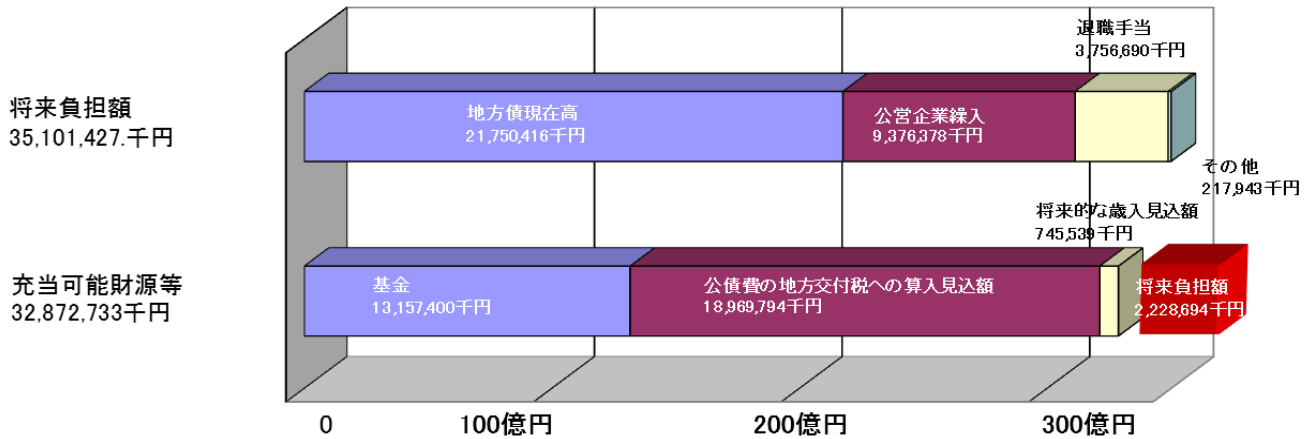 退職手当
3,756,690千円
将来負担額
35,101,427.千円
地方債現在高
21,750,416千円
公営企業繰入
9,376,378千円
その他
217,943千円
将来的な歳入見込額
745,539千円
充当可能財源等
32,872,733千円
基金
13,157,400千円
公債費の地方交付税への算入見込額
18,969,794千円
将来負担額
2,228,694千円
0 100億円 200億円 300億円